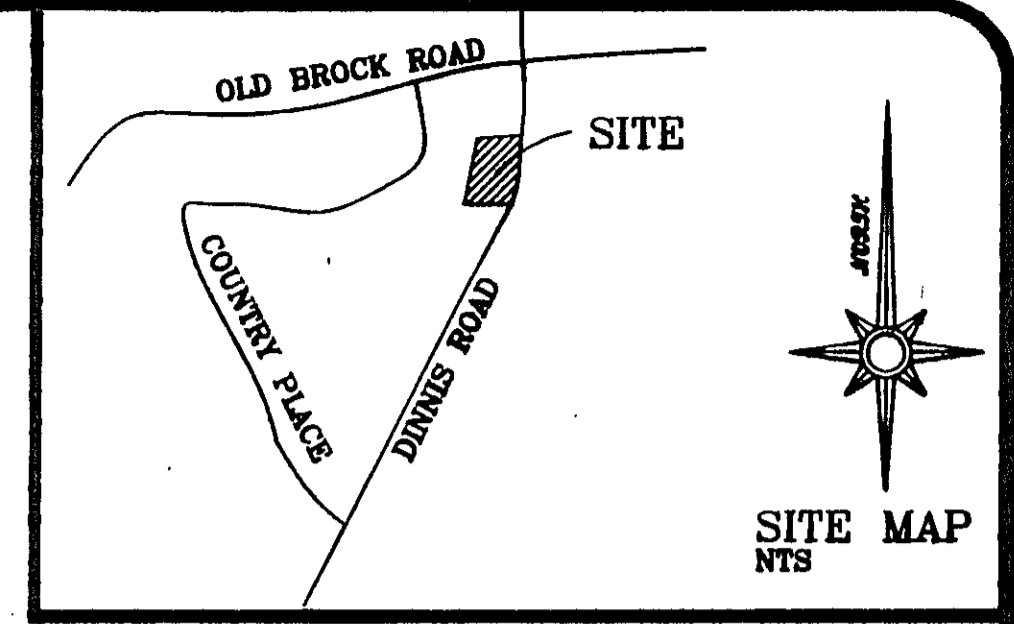 OLD BROCK ROAD
SITE
COUNTRY PLACE
DINNIS ROAD
SITE MAP
NTS